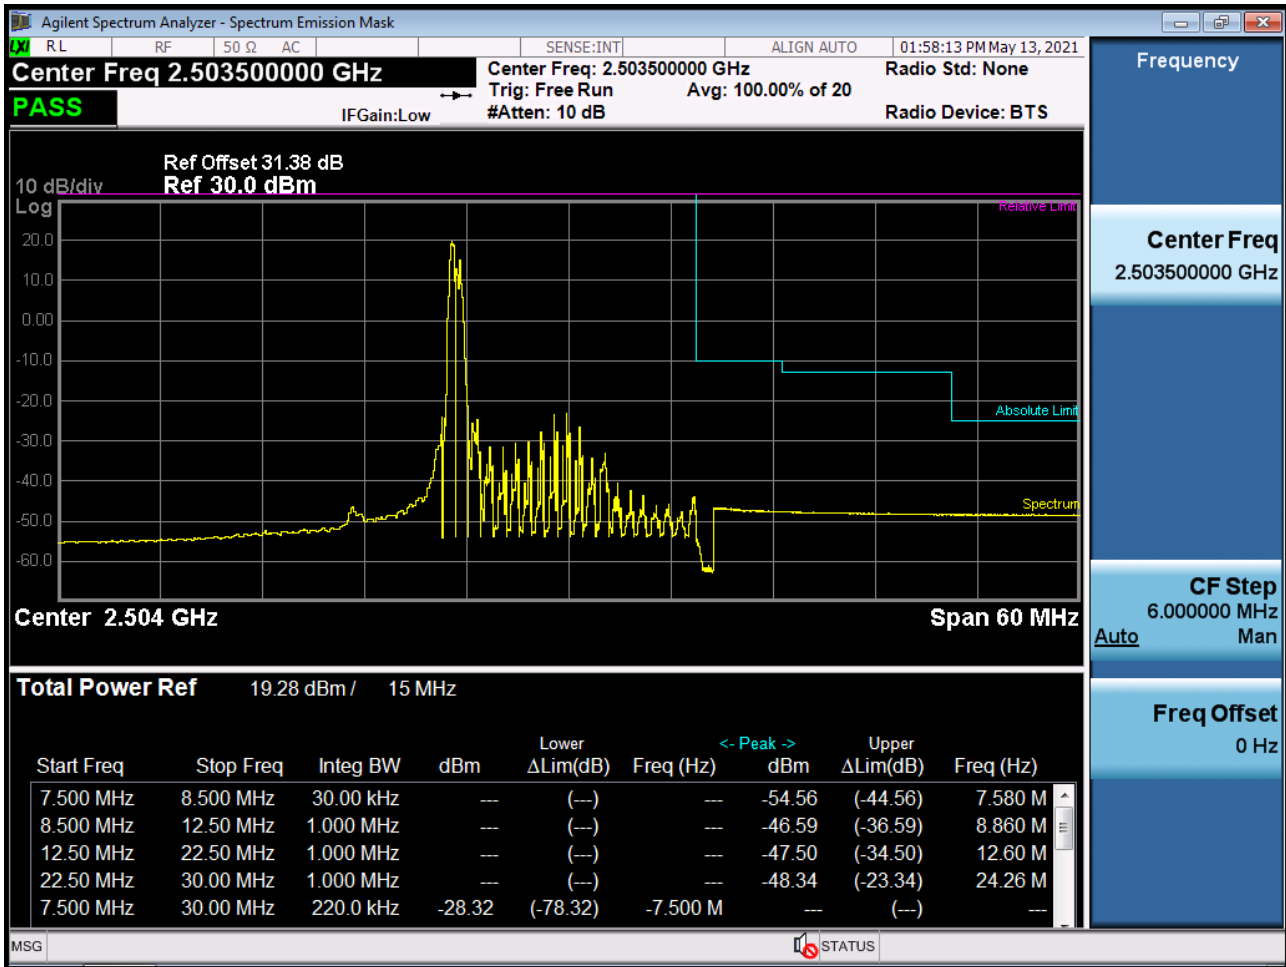 Agilent Spectrum Analyzer - Spectrum Emission Mask
LXI RL RF 50 Ω AC SENSE:INT ALIGN AUTO 01:58:13 PM May 13, 2021
Center Freq 2.503500000 GHz
Center Freq: 2.503500000 GHz Radio Std: None
Trig: Free Run Avg: 100.00% of 20
PASS
IFGain:Low #Atten: 10 dB Radio Device: BTS
Ref Offset 31.38 dB
10 dB/div Ref 30.0 dBm
Log
Relative Limit
20.0
10.0
0.00
-10.0
-20.0
Absolute Limit
-30.0
-40.0
Spectrum
-50.0
-60.0
Center 2.504 GHz Span 60 MHz
Total Power Ref 19.28 dBm / 15 MHz
Lower <- Peak -> Upper
Start Freq Stop Freq Integ BW dBm ΔLim(dB) Freq (Hz) dBm ΔLim(dB) Freq (Hz)
7.500 MHz 8.500 MHz 30.00 kHz --- (---) --- -54.56 (-44.56) 7.580 M
8.500 MHz 12.50 MHz 1.000 MHz --- (---) --- -46.59 (-36.59) 8.860 M
12.50 MHz 22.50 MHz 1.000 MHz --- (---) --- -47.50 (-34.50) 12.60 M
22.50 MHz 30.00 MHz 1.000 MHz --- (---) --- -48.34 (-23.34) 24.26 M
7.500 MHz 30.00 MHz 220.0 kHz -28.32 (-78.32) -7.500 M --- (---) ---
MSG STATUS
Frequency
Center Freq
2.503500000 GHz
CF Step
6.000000 MHz
Auto Man
Freq Offset
0 Hz